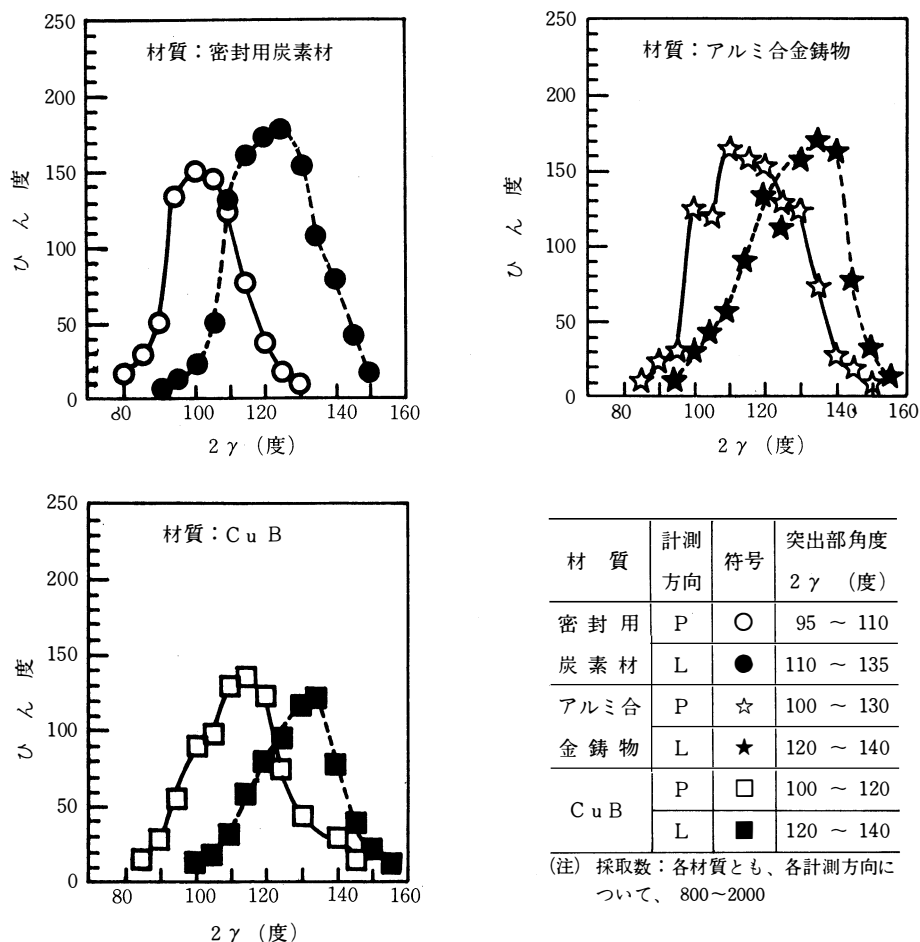 材質：密封用炭素材
250
200
150
100
50
0
ひん度
80 100 120 140 160
2γ（度）
材質：アルミ合金鋳物
250
200
150
100
50
0
ひん度
80 100 120 140 160
2γ（度）
材質：CuB
250
200
150
100
50
0
ひん度
80 100 120 140 160
2γ（度）
材質 計測方向 符号 突出部角度 2γ（度）
密封用炭素材 P ○ 95 ～ 110
L ● 110 ～ 135
アルミ合金鋳物 P ☆ 100 ～ 130
L ★ 120 ～ 140
CuB P □ 100 ～ 120
L ■ 120 ～ 140
(注) 採取数：各材質とも、各計測方向に
ついて、 800~2000